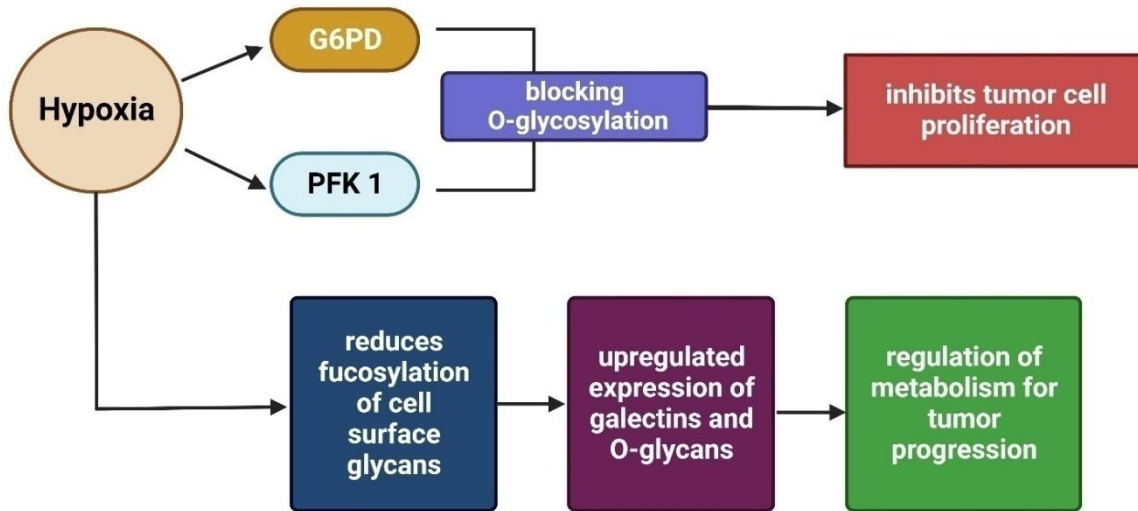 Hypoxia
G6PD
PFK 1
blocking
O-glycosylation
inhibits tumor cell
proliferation
reduces
fucosylation
of cell
surface
glycans
upregulated
expression of
galectins and
O-glycans
regulation of
metabolism for
tumor
progression